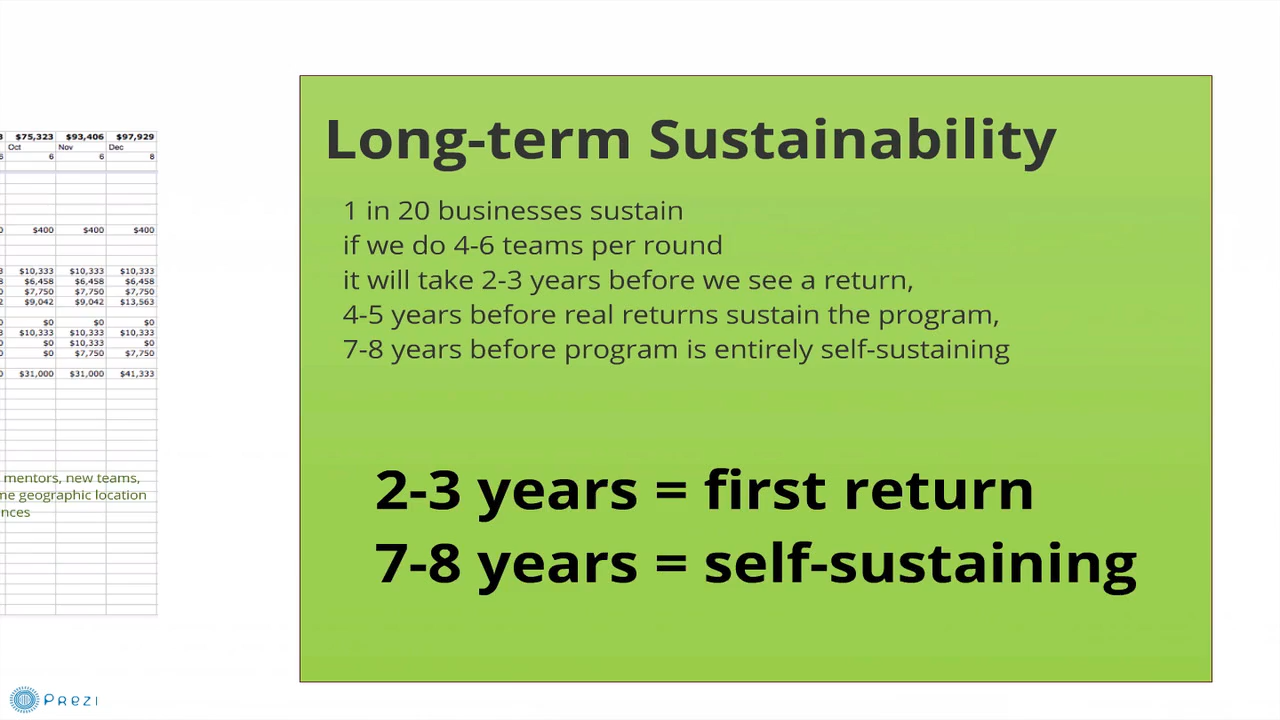 $75,323 $93,406 $97,929
Oct Nov Dec
6 6 8
$400 $400 $400
$10,333 $10,333 $10,333
$6,458 $6,458 $6,458
$7,750 $7,750 $7,750
$9,042 $9,042 $13,563
$0 $0 $0
$10,333 $10,333 $10,333
$0 $10,333 $0
$0 $7,750 $7,750
$31,000 $31,000 $41,333
mentors, new teams,
geographic location
Long-term Sustainability
1 in 20 businesses sustain
if we do 4-6 teams per round
it will take 2-3 years before we see a return,
4-5 years before real returns sustain the program,
7-8 years before program is entirely self-sustaining
2-3 years = first return
7-8 years = self-sustaining
Prezi